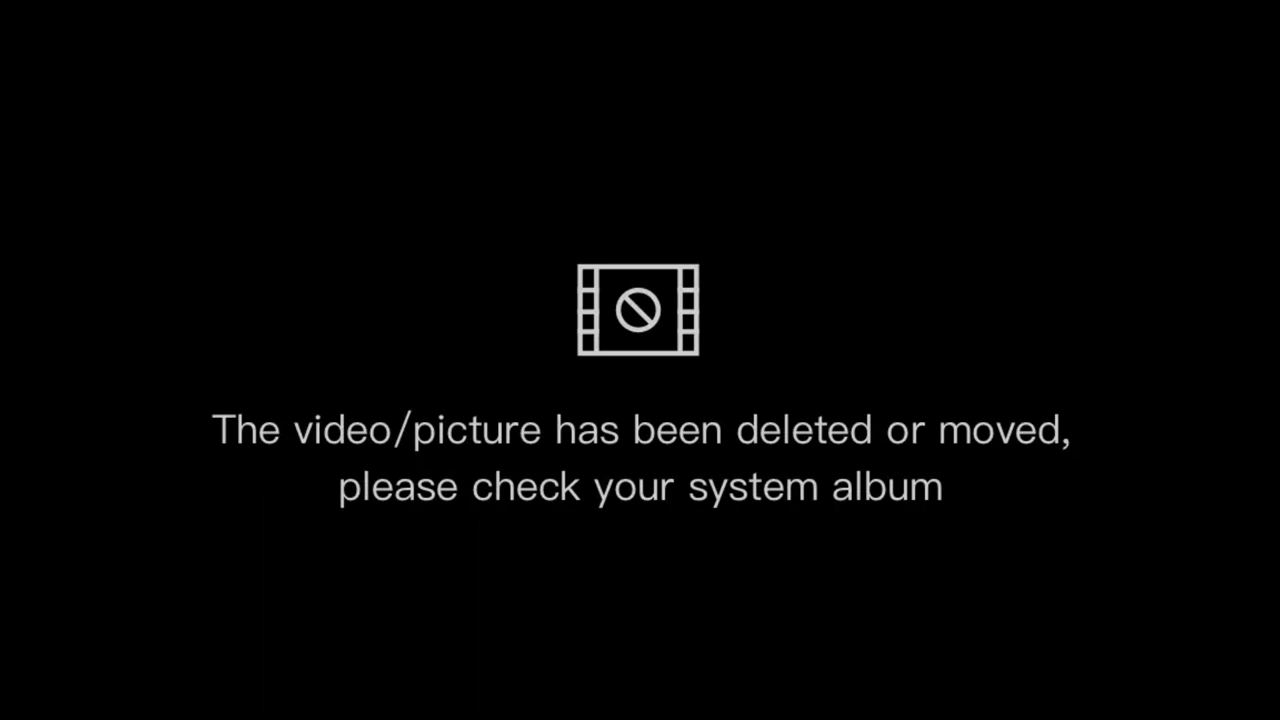 The video/picture has been deleted or moved,
please check your system album